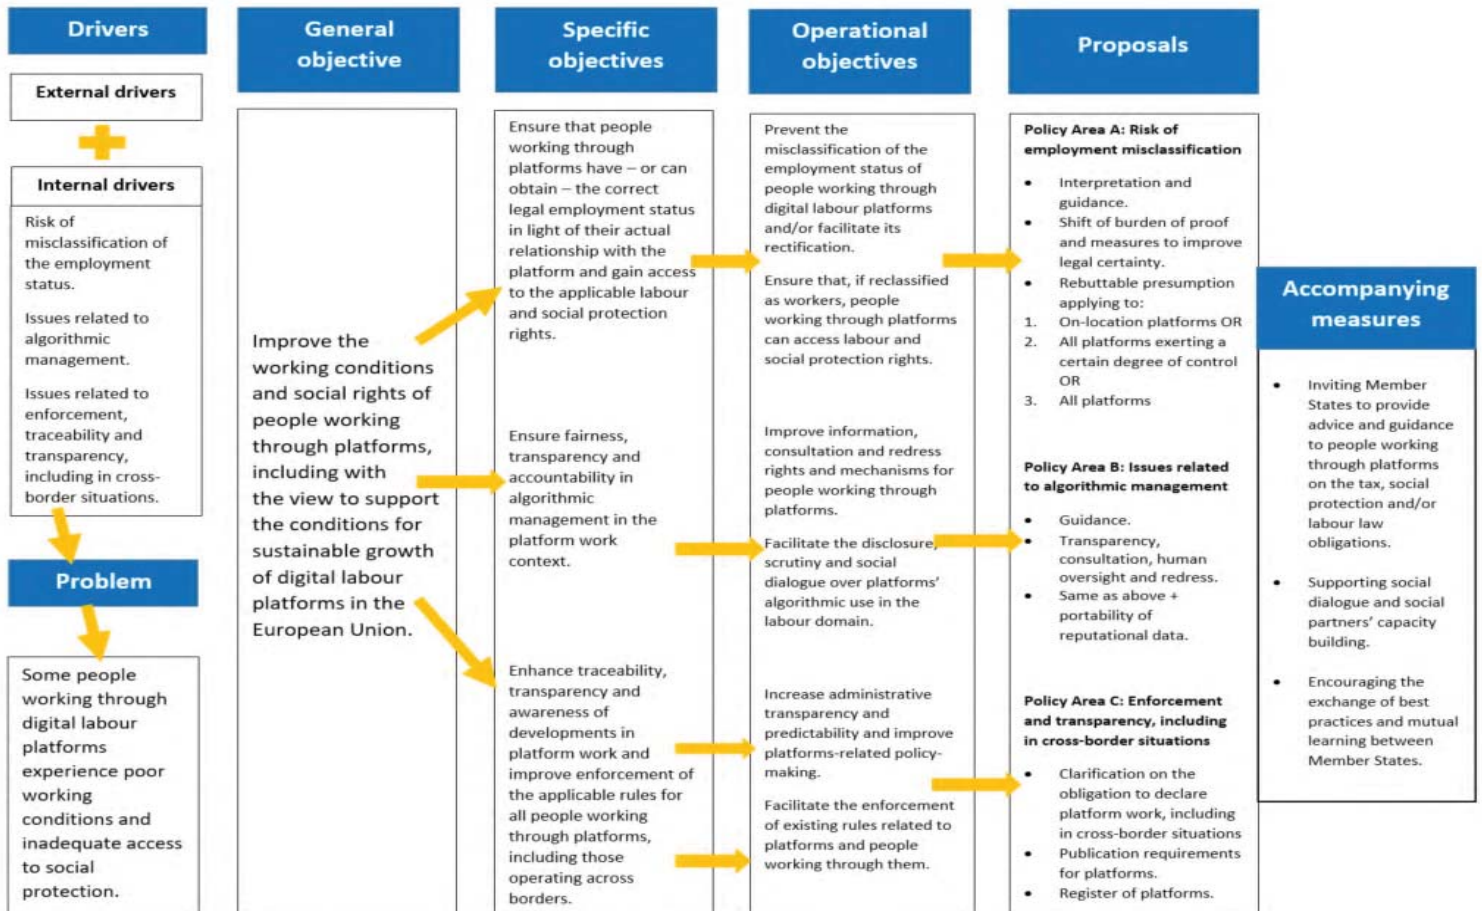 Drivers
External drivers
Internal drivers
Risk of
misclassification of
the employment
status.
Issues related to
algorithmic
management.
Issues related to
enforcement,
traceability and
transparency,
including in cross-
border situations.
Problem
Some people
working through
digital labour
platforms
experience poor
working
conditions and
inadequate access
to social
protection.
General
objective
Improve the
working conditions
and social rights of
people working
through platforms,
including with
the view to support
the conditions for
sustainable growth
of digital labour
platforms in the
European Union.
Specific
objectives
Ensure that people
working through
platforms have – or can
obtain – the correct
legal employment status
in light of their actual
relationship with the
platform and gain access
to the applicable labour
and social protection
rights.
Ensure fairness,
transparency and
accountability in
algorithmic
management in the
platform work
context.
Enhance traceability,
transparency and
awareness of
developments in
platform work and
improve enforcement of
the applicable rules for
all people working
through platforms,
including those
operating across
borders.
Operational
objectives
Prevent the
misclassification of the
employment status of
people working through
digital labour platforms
and/or facilitate its
rectification.
Ensure that, if reclassified
as workers, people
working through platforms
can access labour and
social protection rights.
Improve information,
consultation and redress
rights and mechanisms for
people working through
platforms.
Facilitate the disclosure,
scrutiny and social
dialogue over platforms’
algorithmic use in the
labour domain.
Increase administrative
transparency and
predictability and improve
platforms-related policy-
making.
Facilitate the enforcement
of existing rules related to
platforms and people
working through them.
Proposals
Policy Area A: Risk of
employment misclassification
• Interpretation and
guidance.
• Shift of burden of proof
and measures to improve
legal certainty.
• Rebuttable presumption
applying to:
1. On-location platforms OR
2. All platforms exerting a
certain degree of control
OR
3. All platforms
Policy Area B: Issues related
to algorithmic management
• Guidance.
• Transparency,
consultation, human
oversight and redress.
• Same as above +
portability of
reputational data.
Policy Area C: Enforcement
and transparency, including
in cross-border situations
• Clarification on the
obligation to declare
platform work, including
in cross-border situations
• Publication requirements
for platforms.
• Register of platforms.
Accompanying
measures
• Inviting Member
States to provide
advice and guidance
to people working
through platforms
on the tax, social
protection and/or
labour law
obligations.
• Supporting social
dialogue and social
partners’ capacity
building.
• Encouraging the
exchange of best
practices and mutual
learning between
Member States.